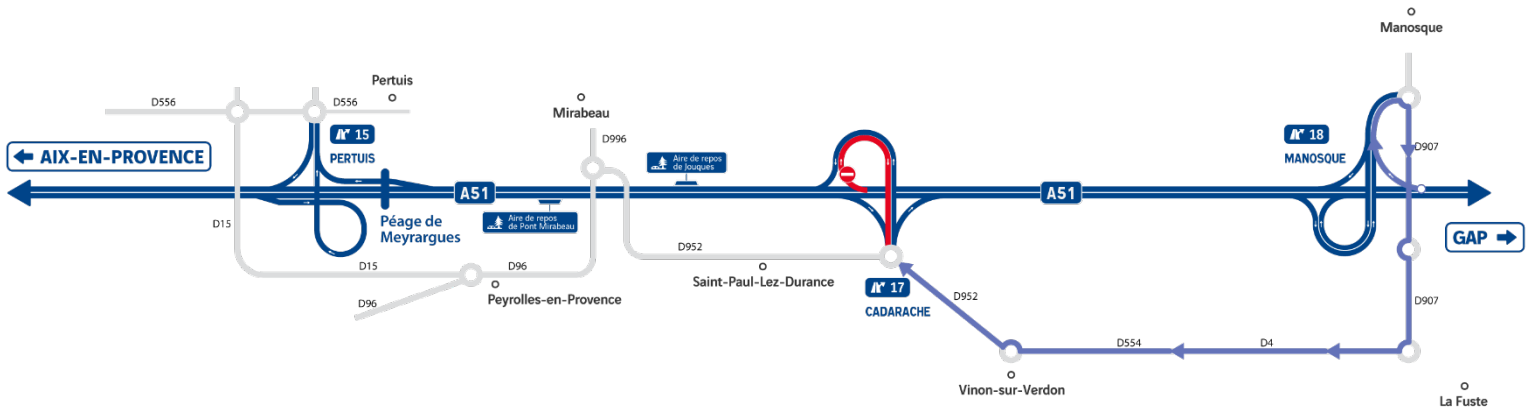 Manosque
Pertuis
D556
D556
Mirabeau
15
PERTUIS
D996
18
MANOSQUE
D907
AIX-EN-PROVENCE
Aire de repos
de Jouques
A51
A51
Péage de
Meyrargues
Aire de repos
de Pont Mirabeau
D15
GAP
D952
D15
D96
Saint-Paul-Lez-Durance
17
CADARACHE
D952
D96
Peyrolles-en-Provence
D907
D554
D4
Vinon-sur-Verdon
La Fuste